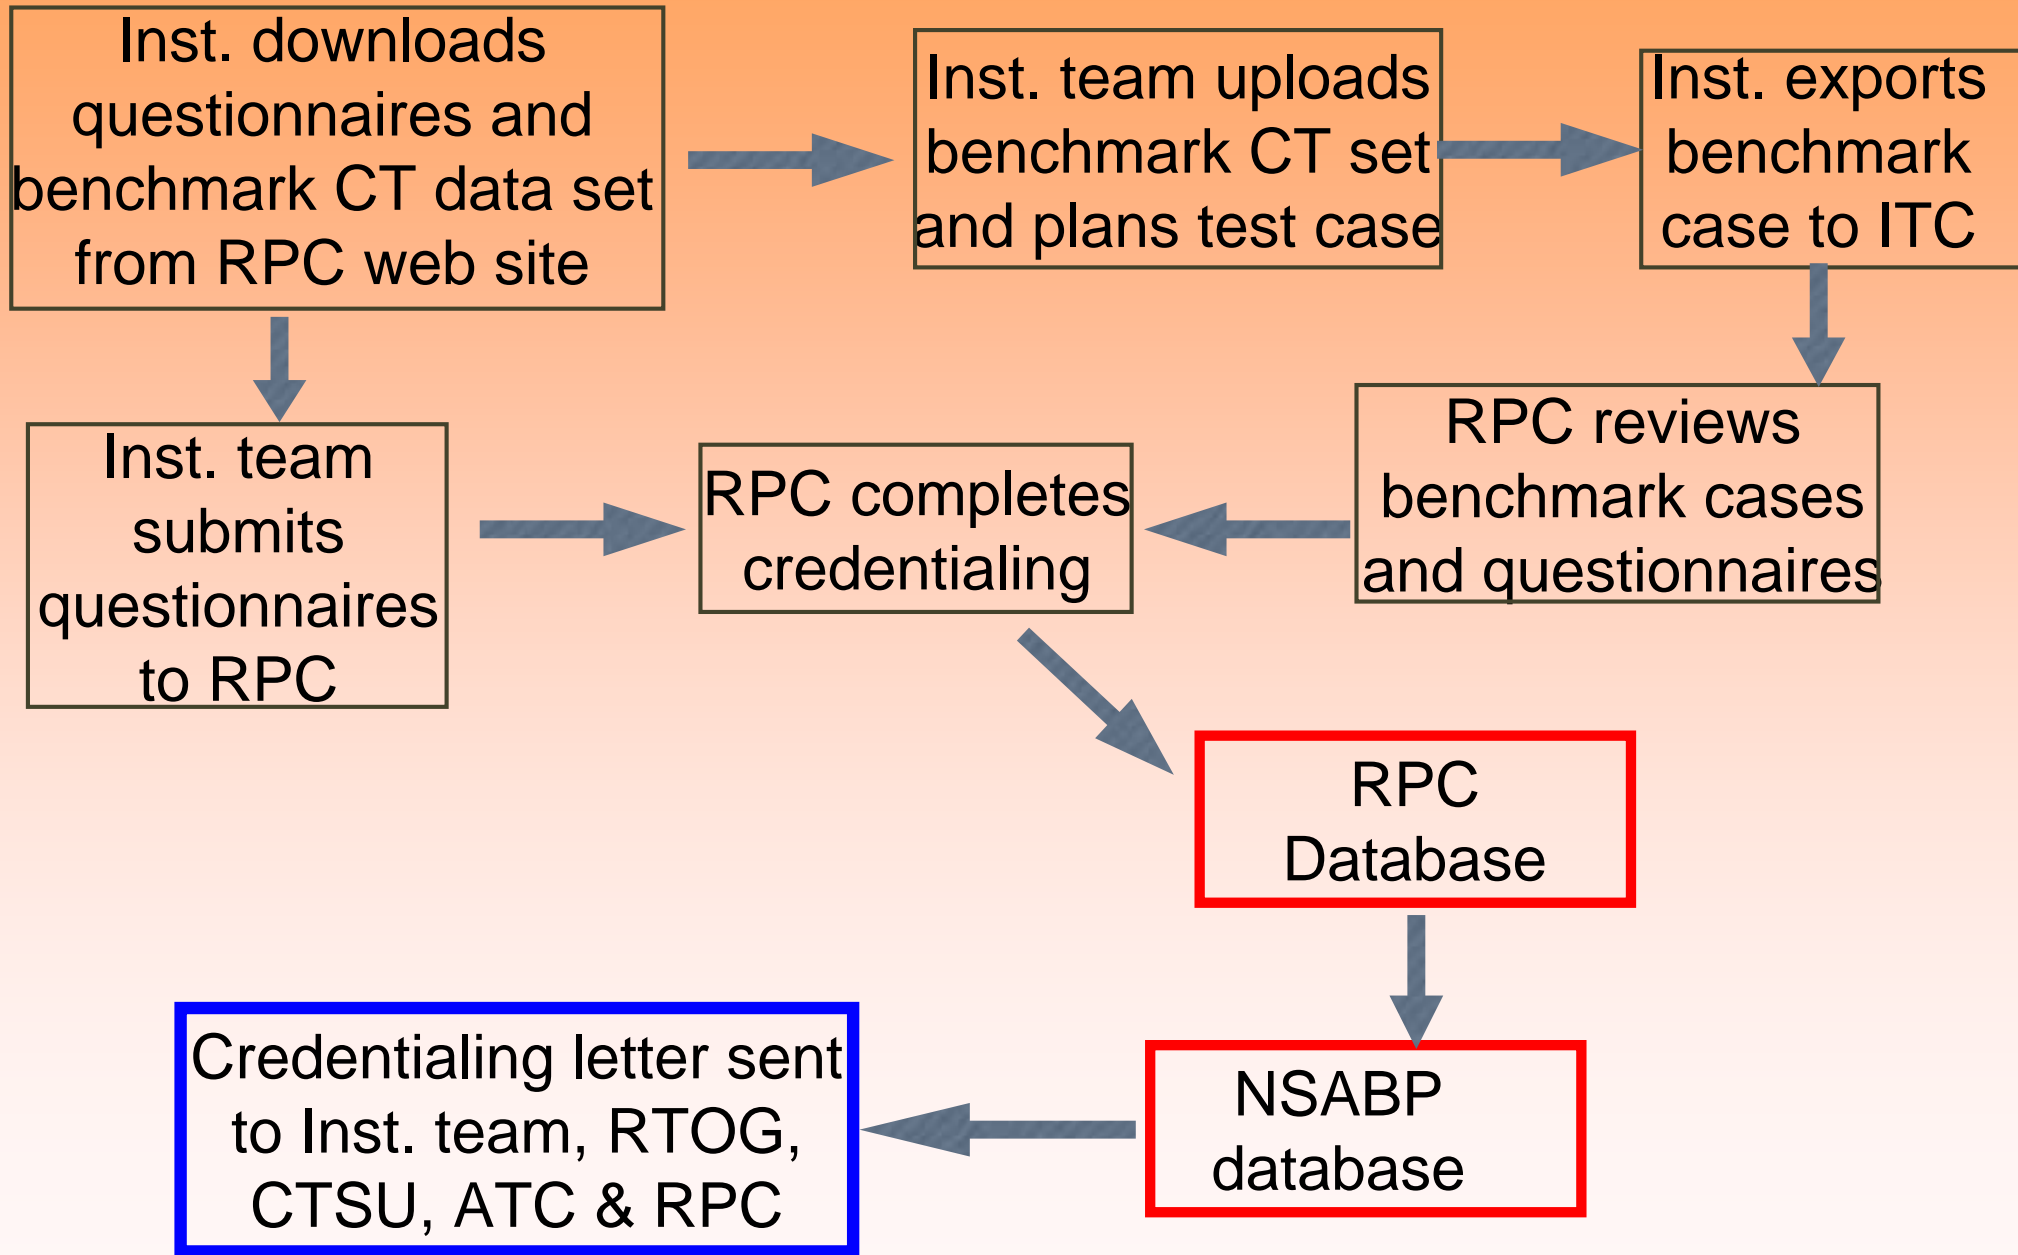 Inst. downloads
questionnaires and
benchmark CT data set
from RPC web site
Inst. team uploads
benchmark CT set
and plans test case
Inst. exports
benchmark
case to ITC
Inst. team
submits
questionnaires
to RPC
RPC completes
credentialing
RPC reviews
benchmark cases
and questionnaires
RPC
Database
Credentialing letter sent
to Inst. team, RTOG,
CTSU, ATC & RPC
NSABP
database